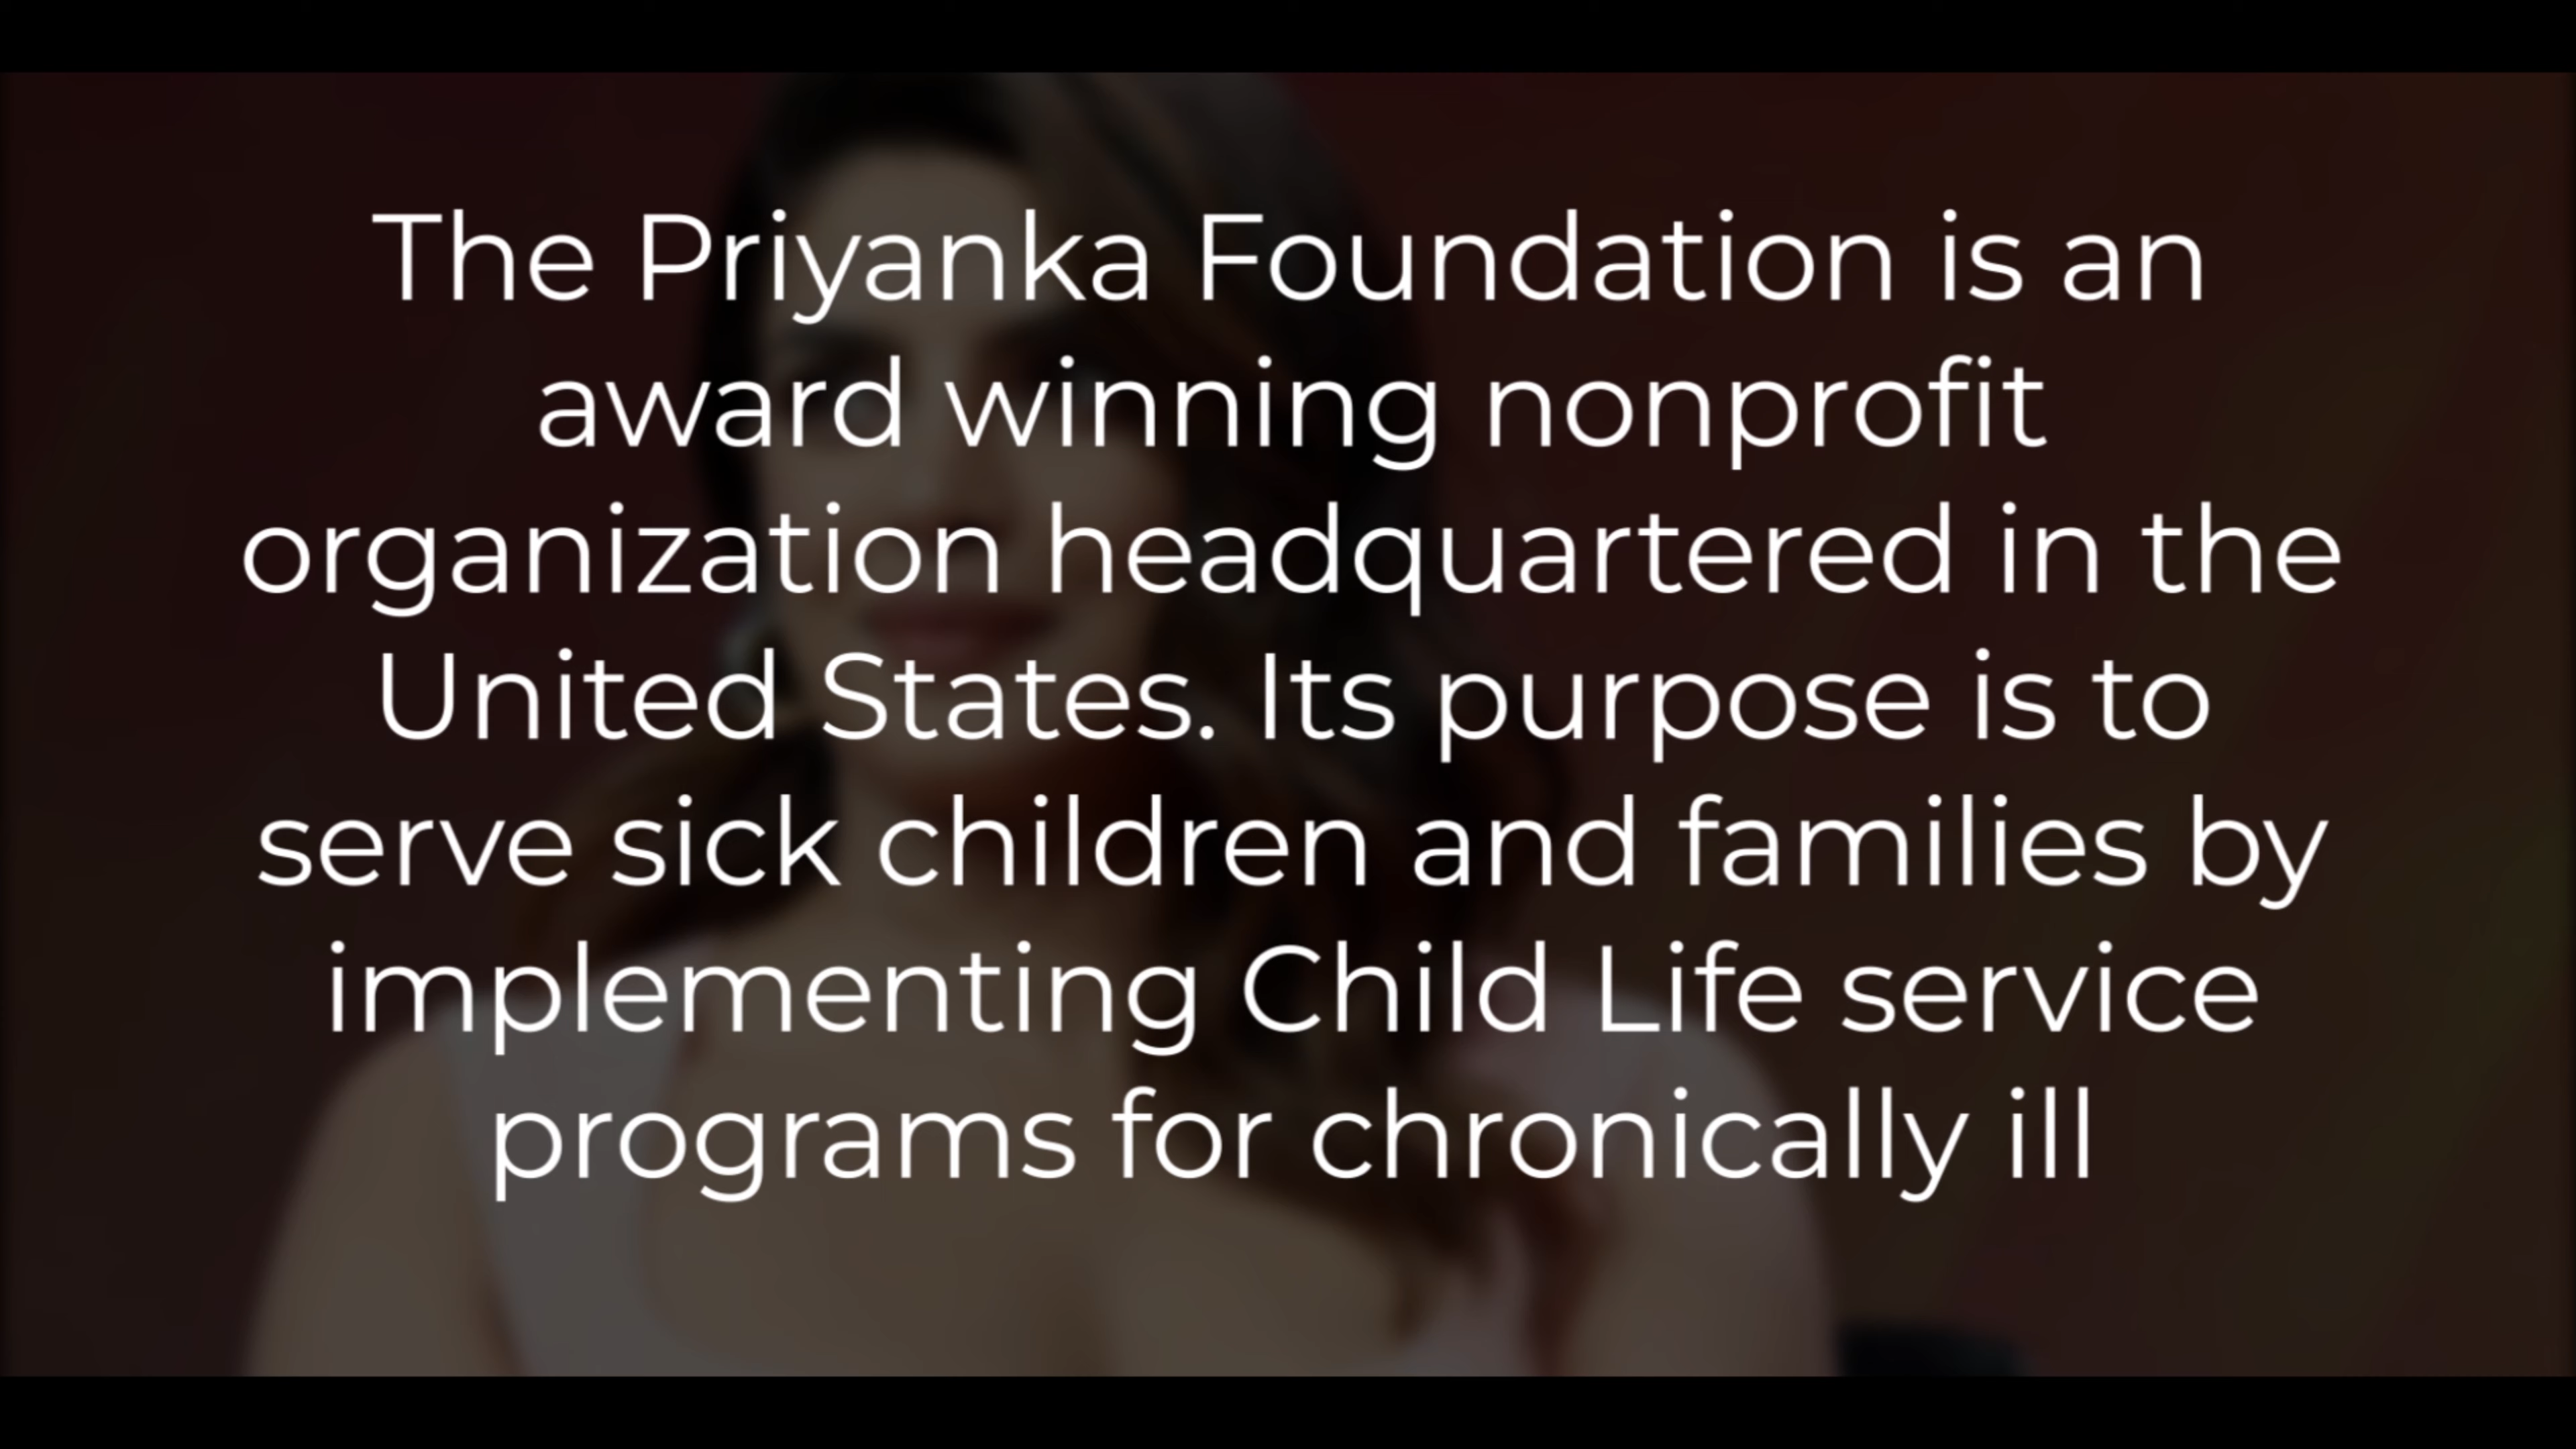 The Priyanka Foundation is an
award winning nonprofit
organization headquartered in the
United States. Its purpose is to
serve sick children and families by
implementing Child Life service
programs for chronically ill